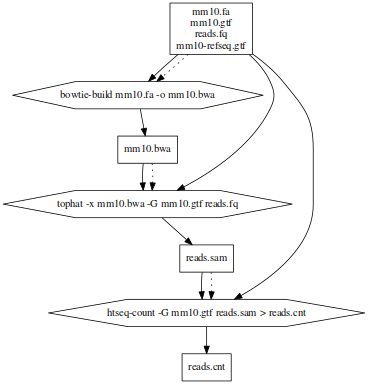 mm10.fa
mm10.gtf
reads.fq
mm10-refseq.gtf
bowtie-build mm10.fa -o mm10.bwa
mm10.bwa
tophat -x mm10.bwa -G mm10.gtf reads.fq
reads.sam
htseq-count -G mm10.gtf reads.sam > reads.cnt
reads.cnt